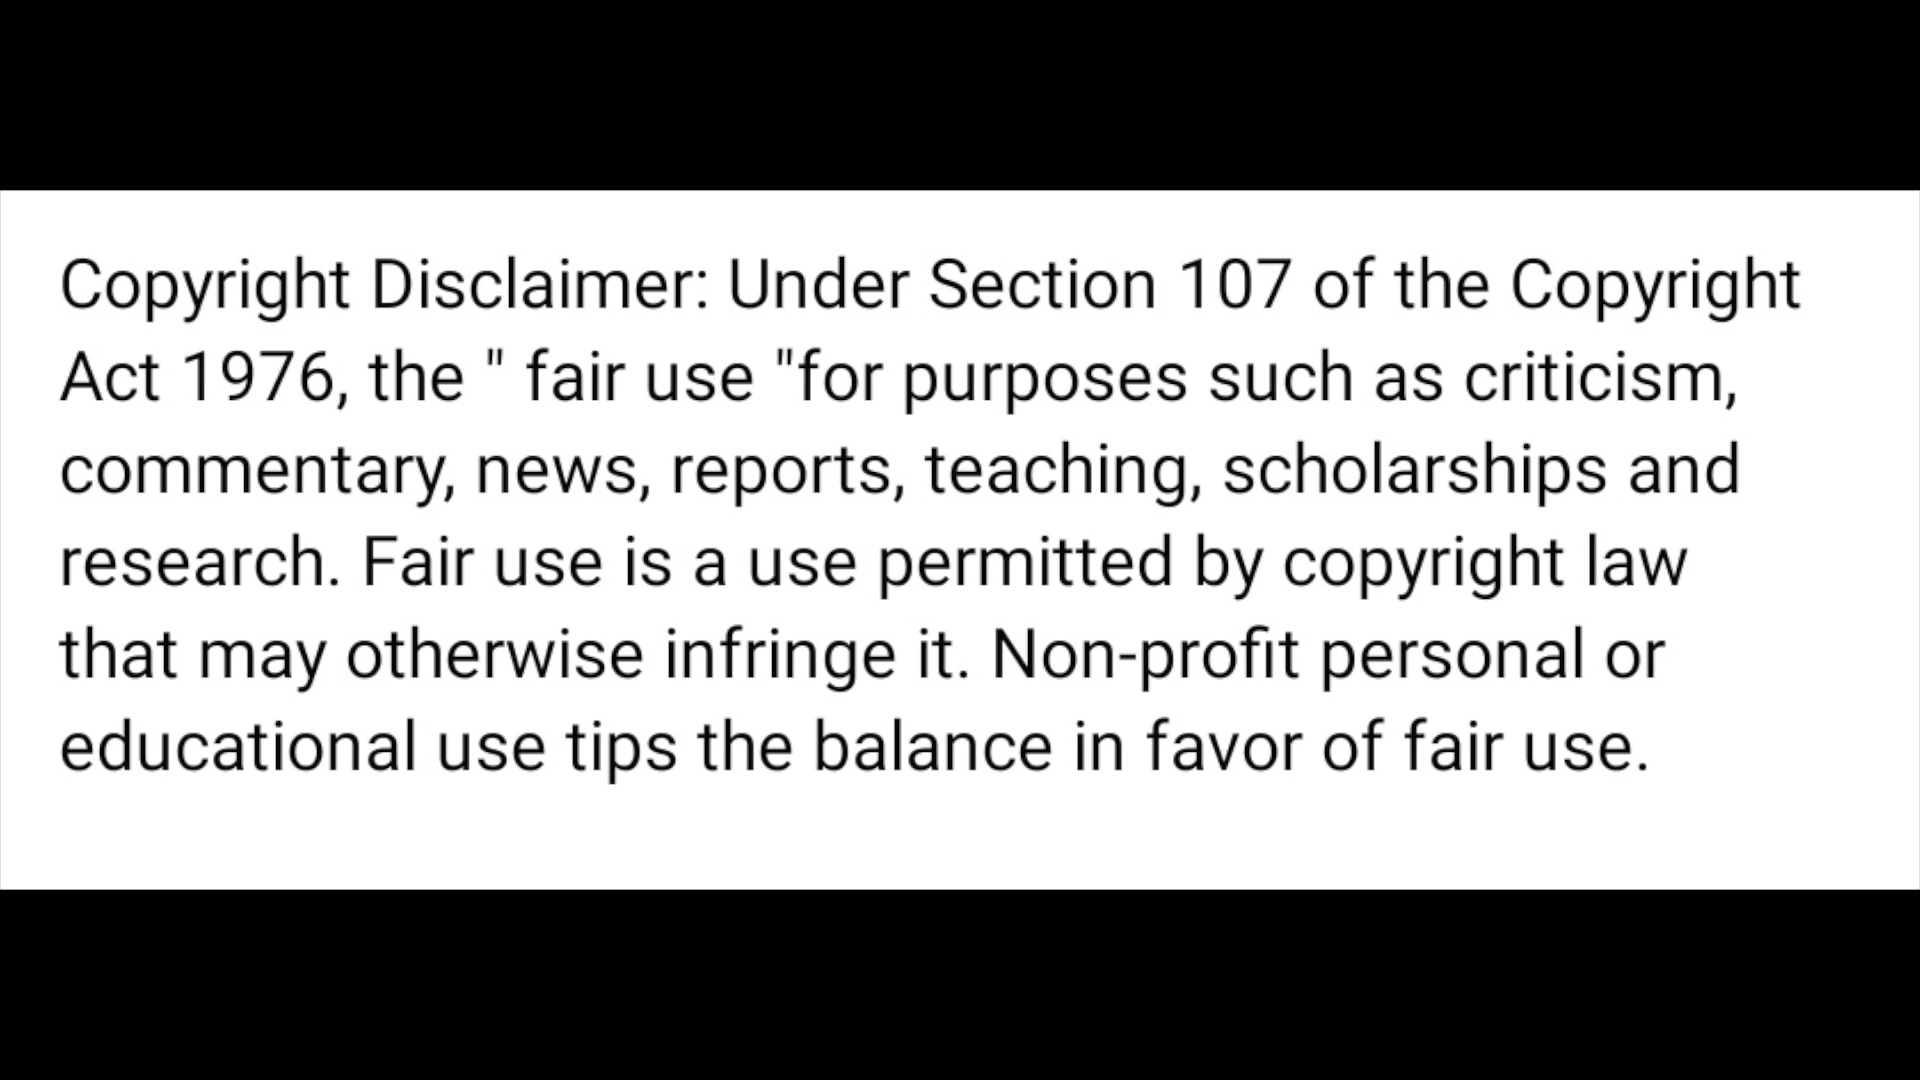 Copyright Disclaimer: Under Section 107 of the Copyright
Act 1976, the " fair use "for purposes such as criticism,
commentary, news, reports, teaching, scholarships and
research. Fair use is a use permitted by copyright law
that may otherwise infringe it. Non-profit personal or
educational use tips the balance in favor of fair use.